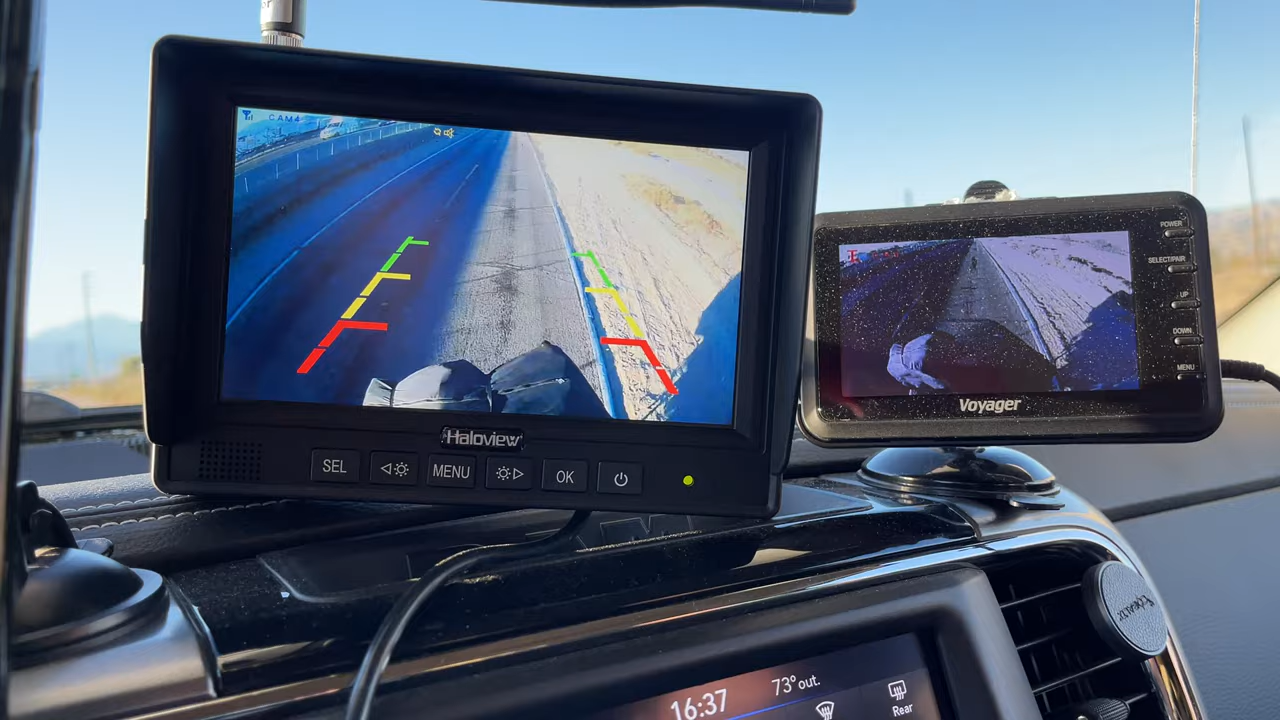 CAM4
Haloview
SEL
MENU
OK
POWER
SELECT/PAIR
UP
DOWN
MENU
Voyager
16:37
73° out.
Rear